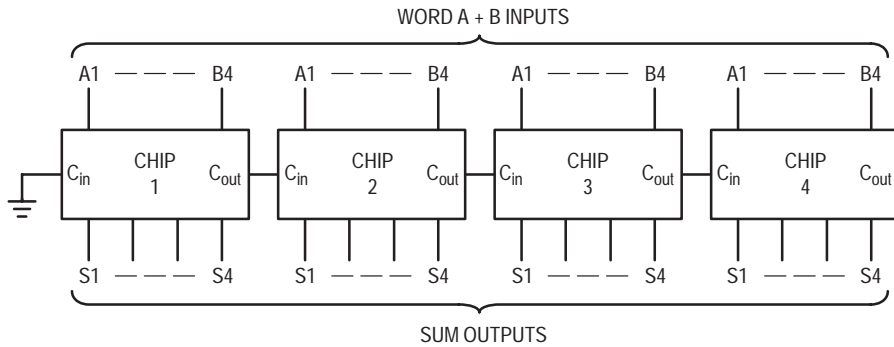 WORD A + B INPUTS
A1 — — — B4 A1 — — — B4 A1 — — — B4 A1 — — — B4
Cin CHIP 1 Cout Cin CHIP 2 Cout Cin CHIP 3 Cout Cin CHIP 4
S1 — — — S4 S1 — — — S4 S1 — — — S4 S1 — — — S4
SUM OUTPUTS